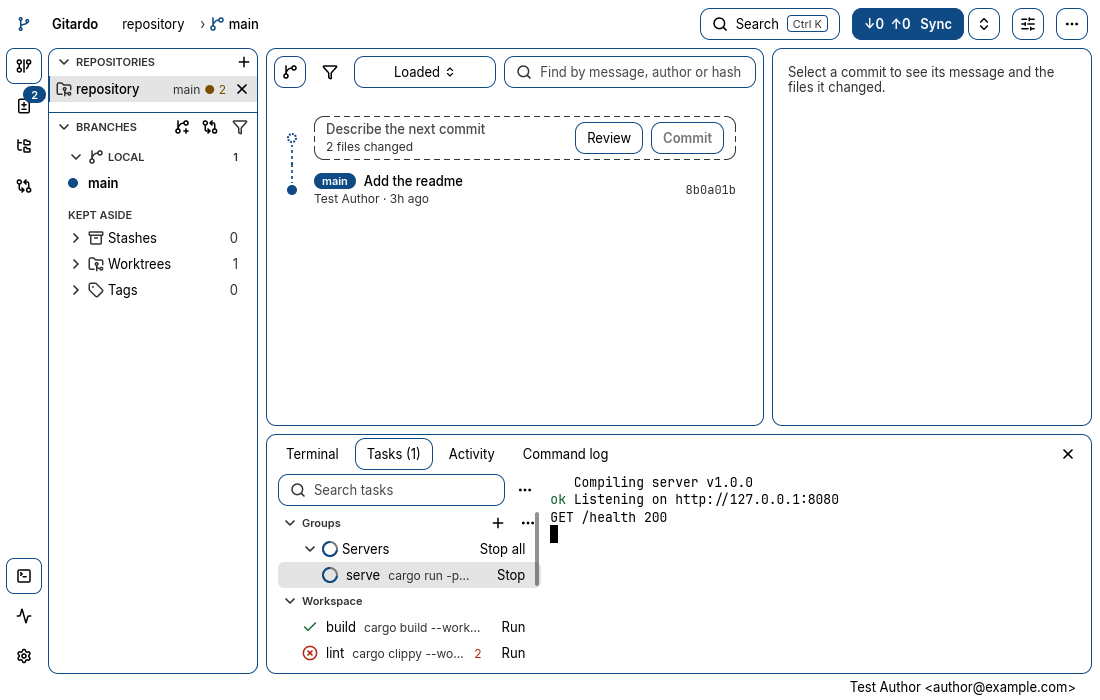 Gitardo repository › main Search Ctrl K ↓0 ↑0 Sync
REPOSITORIES
repository main 2
2
BRANCHES
LOCAL 1
main
KEPT ASIDE
Stashes 0
Worktrees 1
Tags 0
Loaded Find by message, author or hash
Describe the next commit
2 files changed
Review Commit
main Add the readme
Test Author · 3h ago
8b0a01b
Select a commit to see its message and the
files it changed.
Terminal Tasks (1) Activity Command log
Search tasks
Groups
Servers Stop all
serve cargo run -p… Stop
Workspace
build cargo build --work… Run
lint cargo clippy --wo… 2 Run
Compiling server v1.0.0
ok Listening on http://127.0.0.1:8080
GET /health 200
Test Author <author@example.com>